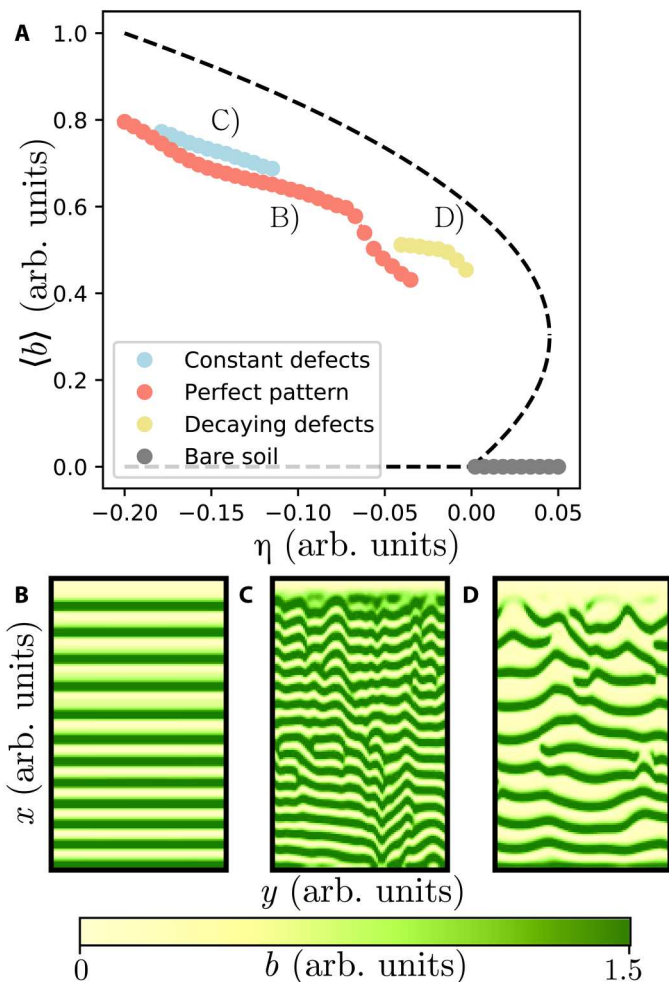 A
1.0
0.8
0.6
0.4
0.2
0.0
⟨b⟩ (arb. units)
C)
B)
D)
Constant defects
Perfect pattern
Decaying defects
Bare soil
−0.20 −0.15 −0.10 −0.05 0.00 0.05
η (arb. units)
B C D
x (arb. units)
y (arb. units)
0 b (arb. units) 1.5